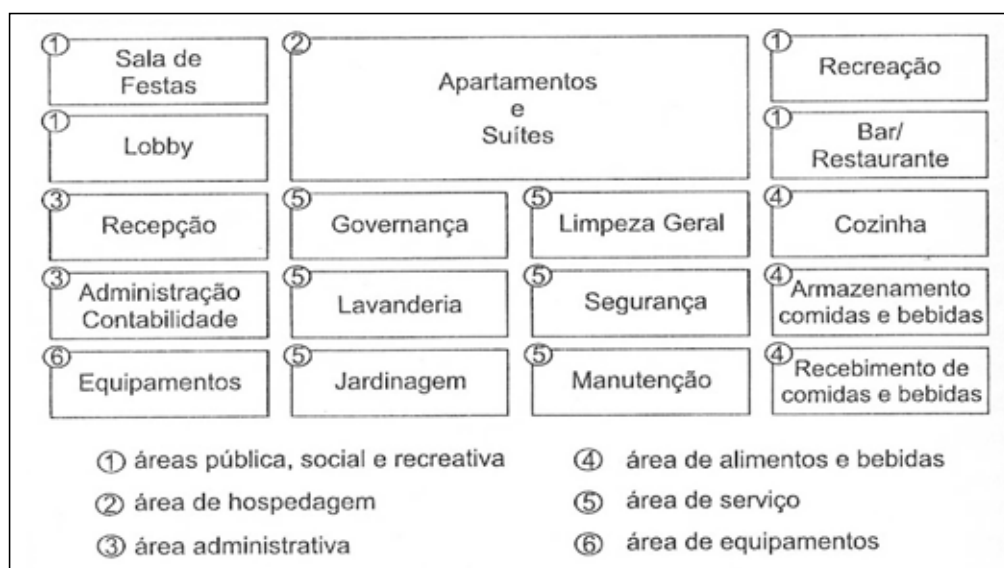 ① Sala de
Festas
② Apartamentos
e
Suítes
① Recreação
① Lobby
① Bar/
Restaurante
③ Recepção
⑤ Governança
⑤ Limpeza Geral
④ Cozinha
③ Administração
Contabilidade
⑤ Lavanderia
⑤ Segurança
④ Armazenamento
comidas e bebidas
⑥ Equipamentos
⑤ Jardinagem
⑤ Manutenção
④ Recebimento de
comidas e bebidas
① áreas pública, social e recreativa
② área de hospedagem
③ área administrativa
④ área de alimentos e bebidas
⑤ área de serviço
⑥ área de equipamentos